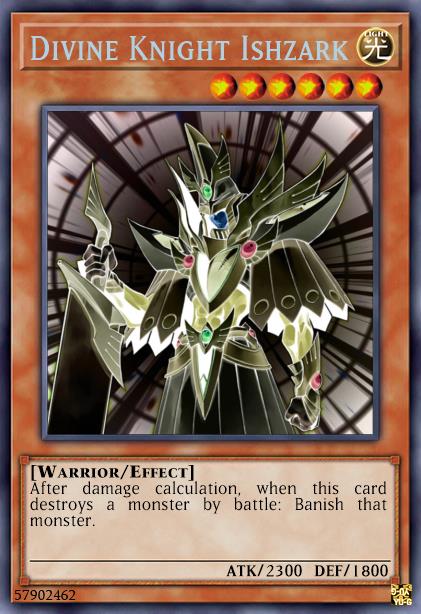 Divine Knight Ishzark
LIGHT
光
[Warrior/Effect]
After damage calculation, when this card
destroys a monster by battle: Banish that
monster.
ATK/2300 DEF/1800
57902462